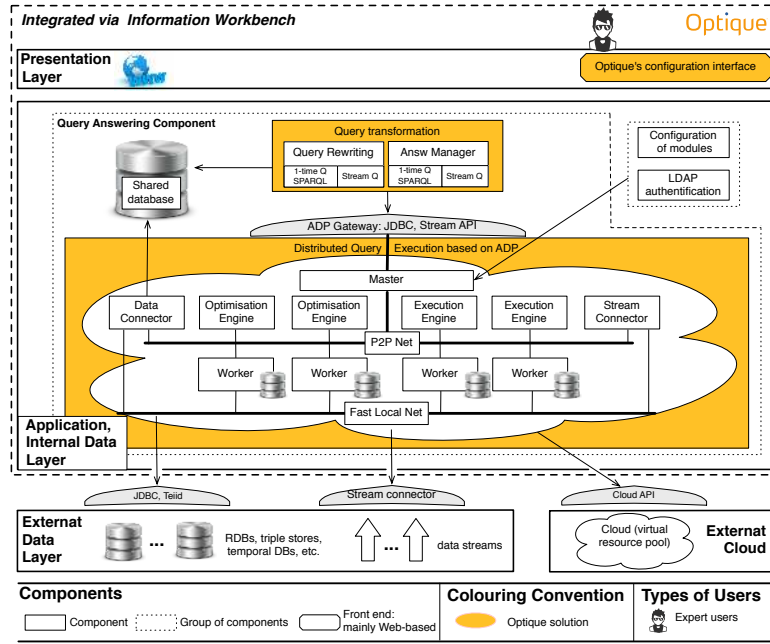 Integrated via Information Workbench
Optique
Presentation
Layer
Optique's configuration interface
Query Answering Component
Query transformation
Query Rewriting
Answ Manager
1-time Q
SPARQL
Stream Q
1-time Q
SPARQL
Stream Q
Configuration
of modules
LDAP
authentification
Shared
database
ADP Gateway: JDBC, Stream API
Distributed Query Execution based on ADP
Master
Data
Connector
Optimisation
Engine
Optimisation
Engine
Execution
Engine
Execution
Engine
Stream
Connector
P2P Net
Worker
Worker
Worker
Worker
Fast Local Net
Application,
Internal Data
Layer
JDBC, Teiid
Stream connector
Cloud API
Externat
Data
Layer
...
RDBs, triple stores,
temporal DBs, etc.
...
data streams
Cloud (virtual
resource pool)
Externat
Cloud
Components
Component
Group of components
Front end:
mainly Web-based
Colouring Convention
Optique solution
Types of Users
Expert users